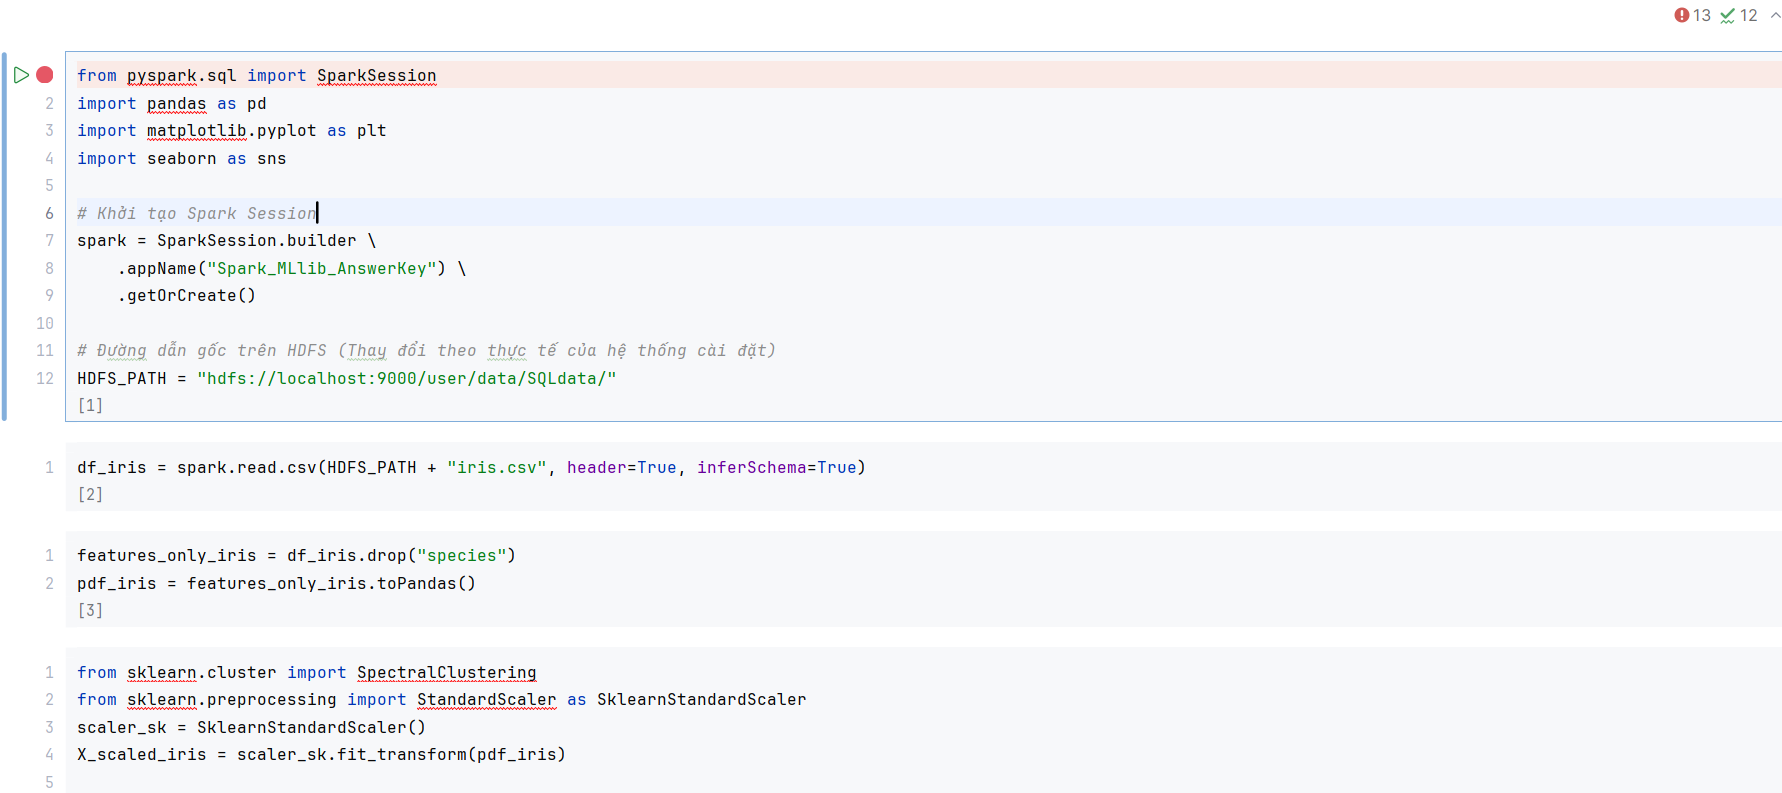 13 12
from pyspark.sql import SparkSession
2 import pandas as pd
3 import matplotlib.pyplot as plt
4 import seaborn as sns
5
6 # Khởi tạo Spark Session
7 spark = SparkSession.builder \
8     .appName("Spark_MLlib_AnswerKey") \
9     .getOrCreate()
10
11 # Đường dẫn gốc trên HDFS (Thay đổi theo thực tế của hệ thống cài đặt)
12 HDFS_PATH = "hdfs://localhost:9000/user/data/SQLdata/"
[1]
1 df_iris = spark.read.csv(HDFS_PATH + "iris.csv", header=True, inferSchema=True)
[2]
1 features_only_iris = df_iris.drop("species")
2 pdf_iris = features_only_iris.toPandas()
[3]
1 from sklearn.cluster import SpectralClustering
2 from sklearn.preprocessing import StandardScaler as SklearnStandardScaler
3 scaler_sk = SklearnStandardScaler()
4 X_scaled_iris = scaler_sk.fit_transform(pdf_iris)
5